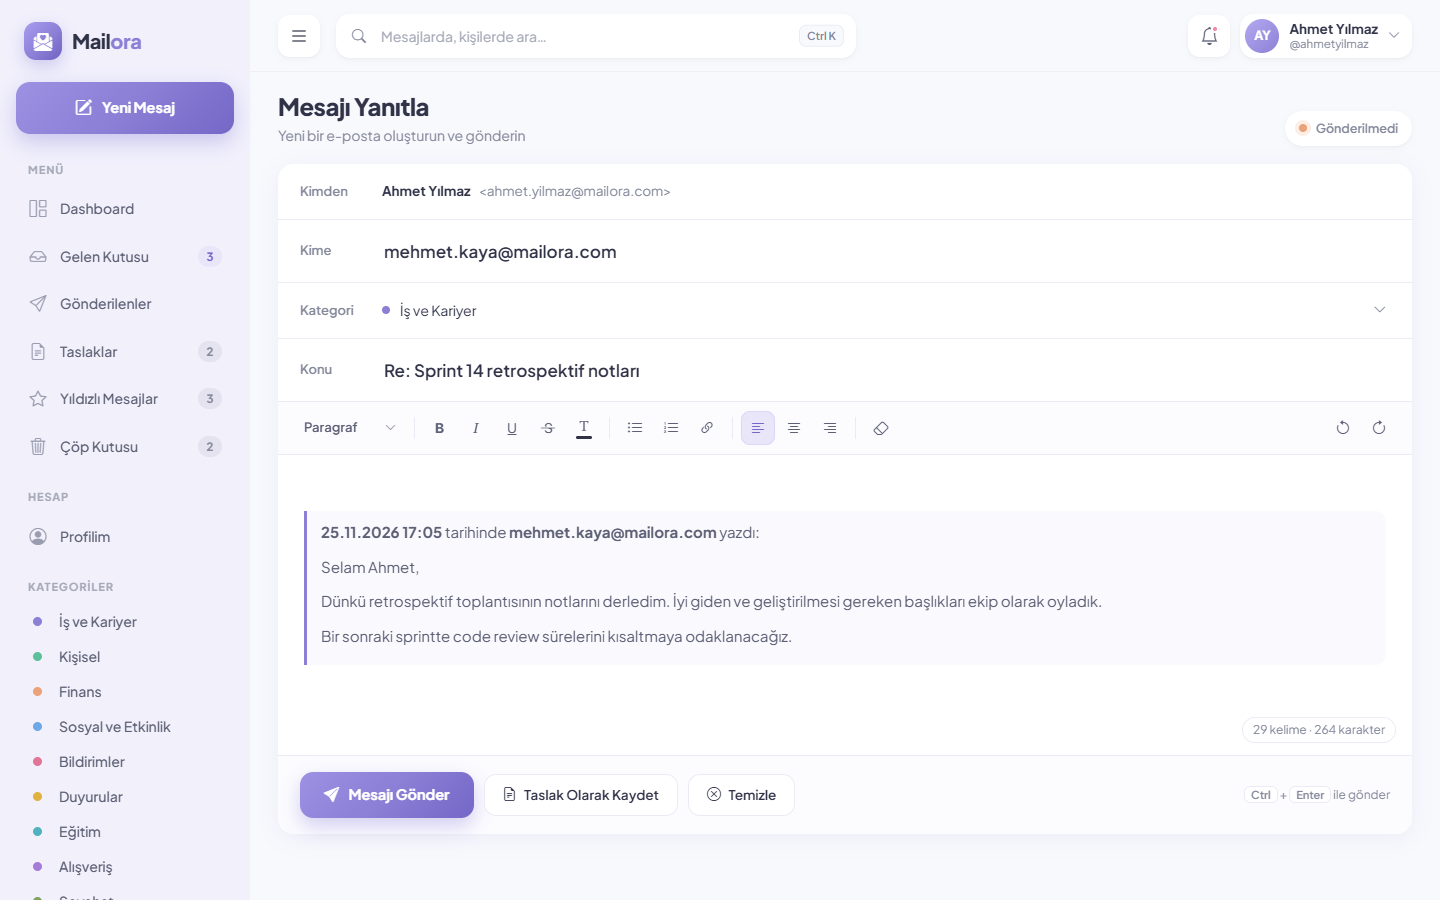 Mailora
Yeni Mesaj
MENÜ
Dashboard
Gelen Kutusu 3
Gönderilenler
Taslaklar 2
Yıldızlı Mesajlar 3
Çöp Kutusu 2
HESAP
Profilim
KATEGORİLER
İş ve Kariyer
Kişisel
Finans
Sosyal ve Etkinlik
Bildirimler
Duyurular
Eğitim
Alışveriş
Mesajlarda, kişilerde ara... Ctrl K
AY Ahmet Yılmaz
@ahmetyilmaz
Mesajı Yanıtla
Yeni bir e-posta oluşturun ve gönderin
Gönderilmedi
Kimden Ahmet Yılmaz <ahmet.yilmaz@mailora.com>
Kime mehmet.kaya@mailora.com
Kategori İş ve Kariyer
Konu Re: Sprint 14 retrospektif notları
Paragraf B I U S T
25.11.2026 17:05 tarihinde mehmet.kaya@mailora.com yazdı:
Selam Ahmet,
Dünkü retrospektif toplantısının notlarını derledim. İyi giden ve geliştirilmesi gereken başlıkları ekip olarak oyladık.
Bir sonraki sprintte code review sürelerini kısaltmaya odaklanacağız.
29 kelime · 264 karakter
Mesajı Gönder
Taslak Olarak Kaydet
Temizle
Ctrl + Enter ile gönder